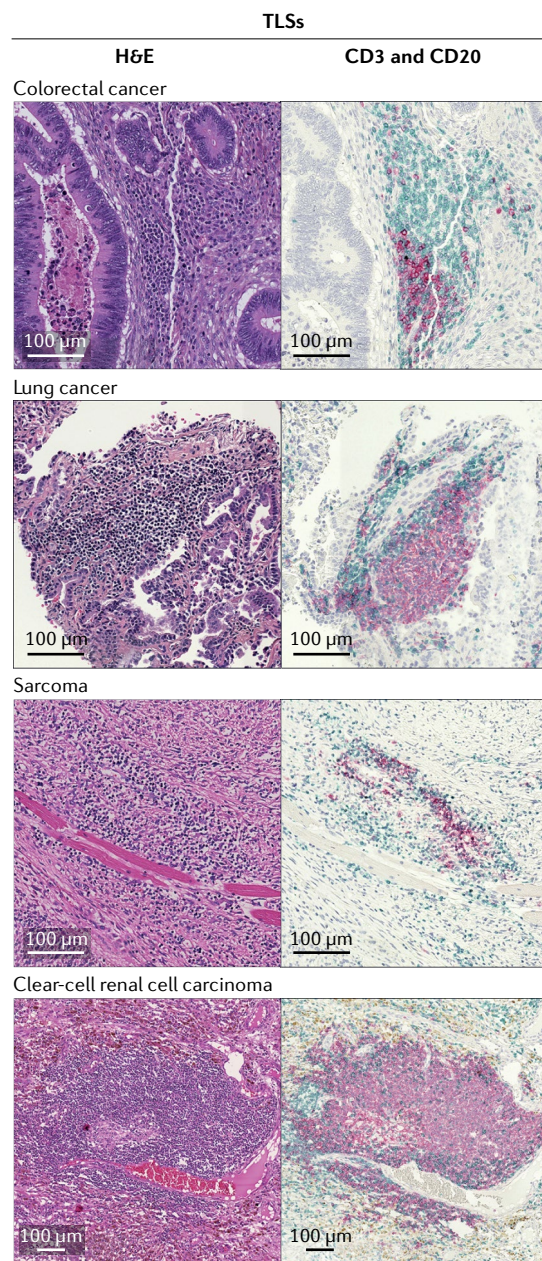 TLSs
H&E CD3 and CD20
Colorectal cancer
100 µm 100 µm
Lung cancer
100 µm 100 µm
Sarcoma
100 µm 100 µm
Clear-cell renal cell carcinoma
100 µm 100 µm